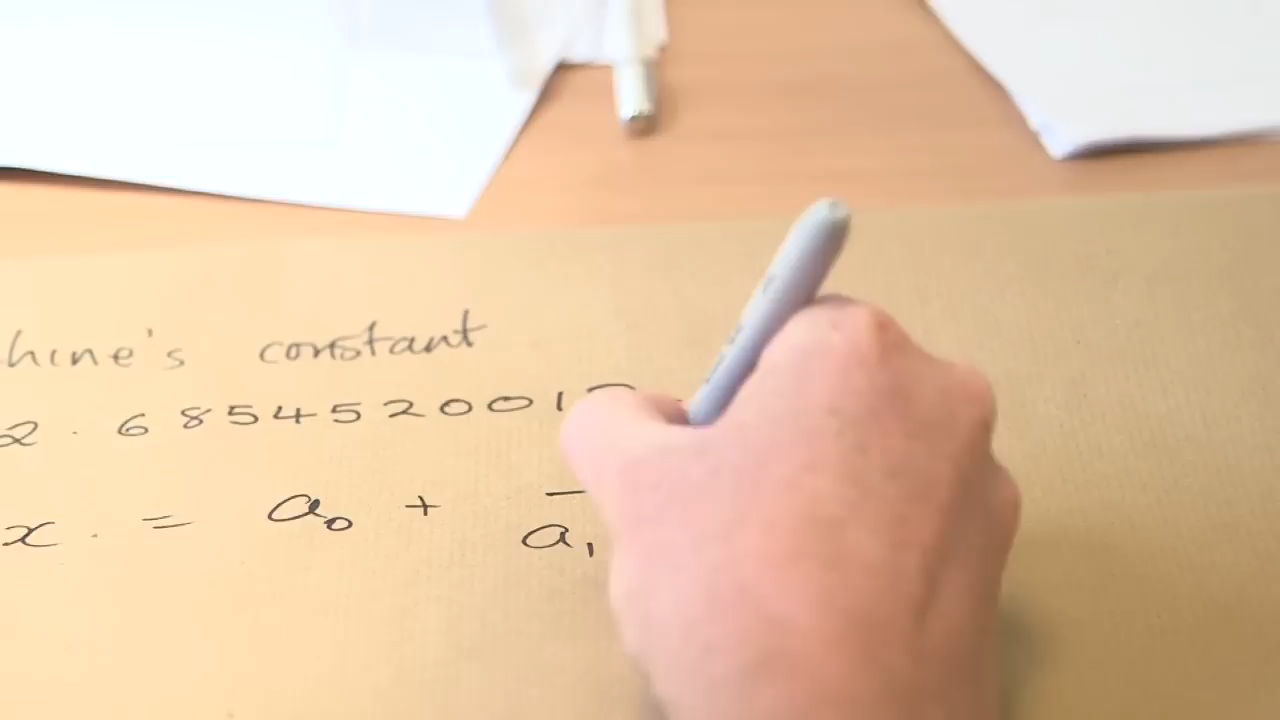 hine's constant
2.6854520010
x = a₀ + a₁